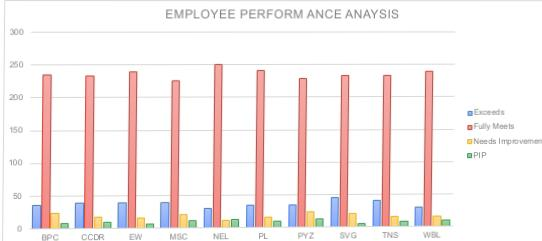 EMPLOYEE PERFORM ANCE ANAYSIS
300
250
200
150
100
50
0
Exceeds
Fully Meets
Needs Improvemen
PIP
BPC CCDR EW MSC NEL PL PYZ SVG TNS WBL